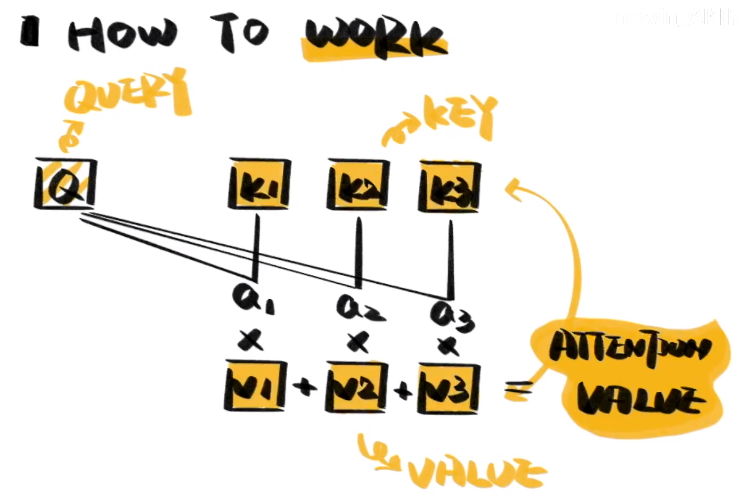 HOW TO WORK
QUERY
KEY
Q K1 K2 K3
a1 a2 a3
x x x
V1 + V2 + V3 =
ATTENTION
VALUE
VALUE